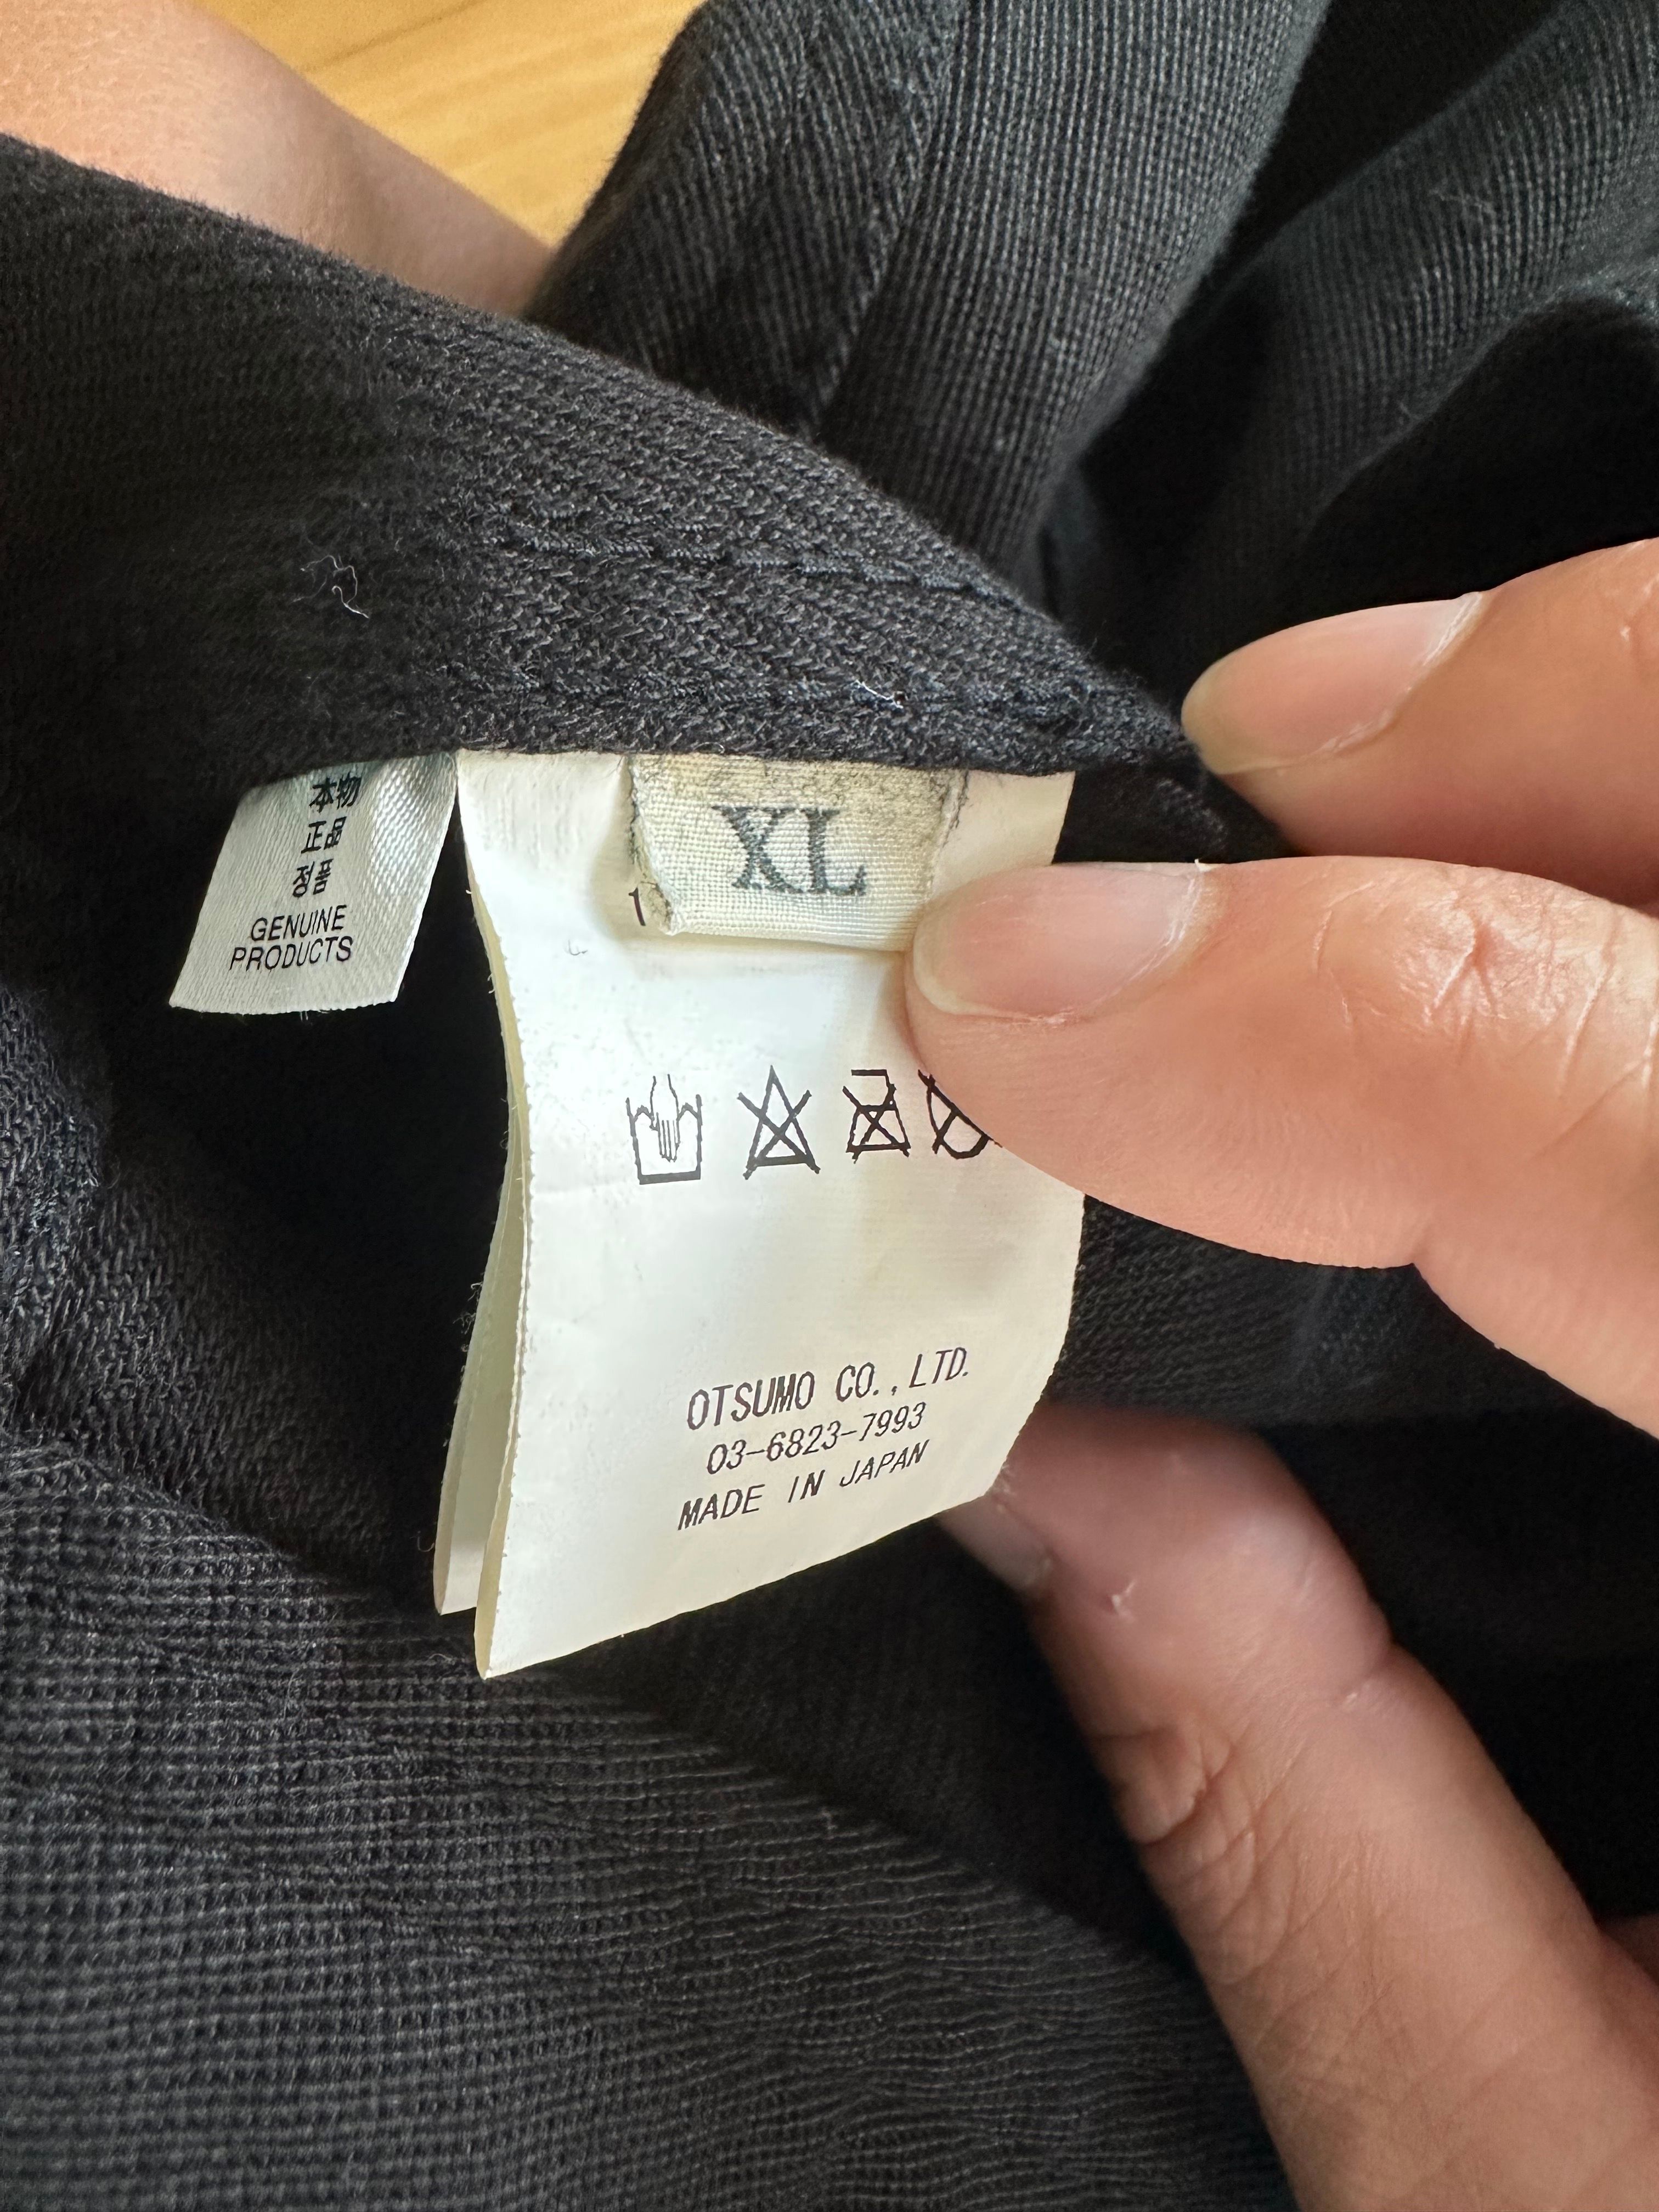 本物
正品
정품
GENUINE
PRODUCTS
XL
1
OTSUMO CO., LTD.
03-6823-7993
MADE IN JAPAN